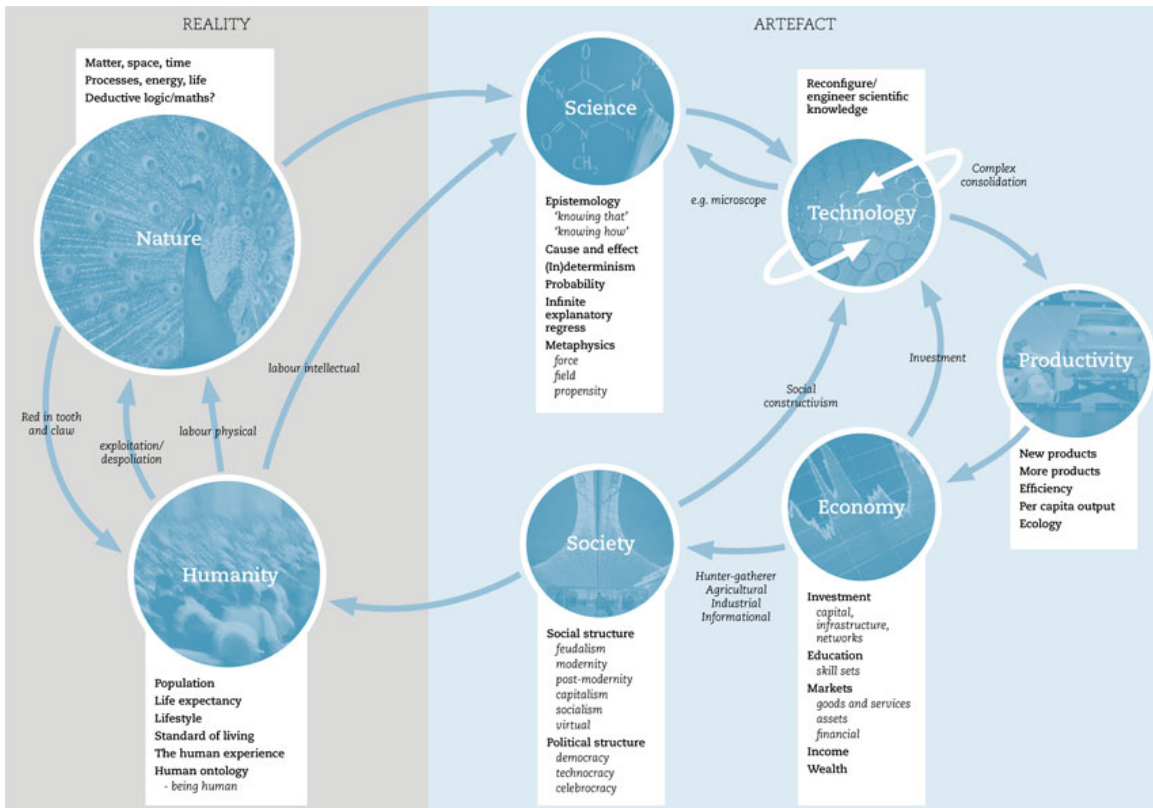 REALITY
ARTEFACT
Matter, space, time
Processes, energy, life
Deductive logic/maths?
Nature
Science
Epistemology
‘knowing that’
‘knowing how’
Cause and effect
(In)determinism
Probability
Infinite
explanatory
regress
Metaphysics
force
field
propensity
Reconfigure/
engineer scientific
knowledge
Technology
e.g. microscope
Complex
consolidation
Productivity
New products
More products
Efficiency
Per capita output
Ecology
Investment
Social
constructivism
labour intellectual
Red in tooth
and claw
exploitation/
despoliation
labour physical
Humanity
Population
Life expectancy
Lifestyle
Standard of living
The human experience
Human ontology
- being human
Society
Social structure
feudalism
modernity
post-modernity
capitalism
socialism
virtual
Political structure
democracy
technocracy
celebrocracy
Hunter-gatherer
Agricultural
Industrial
Informational
Economy
Investment
capital,
infrastructure,
networks
Education
skill sets
Markets
goods and services
assets
financial
Income
Wealth